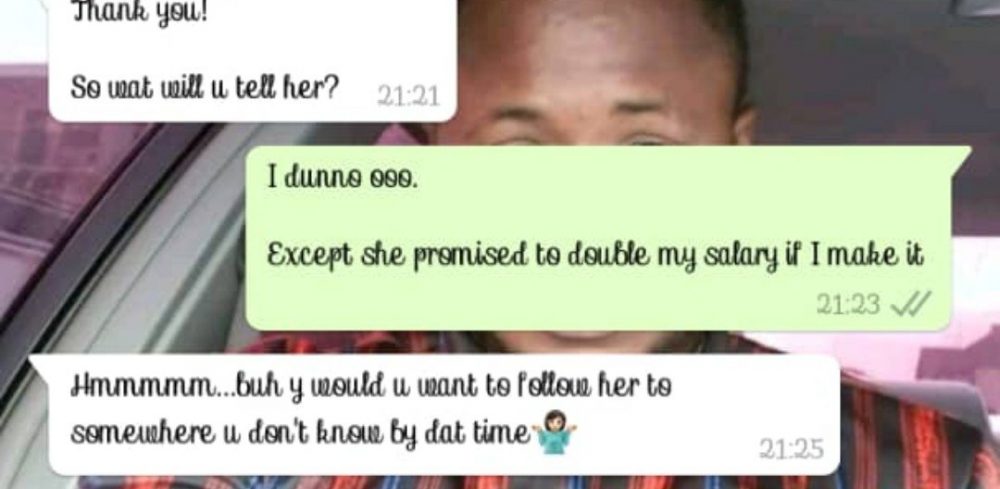 Thank you!
So wat will u tell her?
21:21
I dunno ooo.
Except she promised to double my salary if I make it
21:23
Hmmmmm...buh y would u want to follow her to
somewhere u don't know by dat time🤷🏻‍♀️
21:25